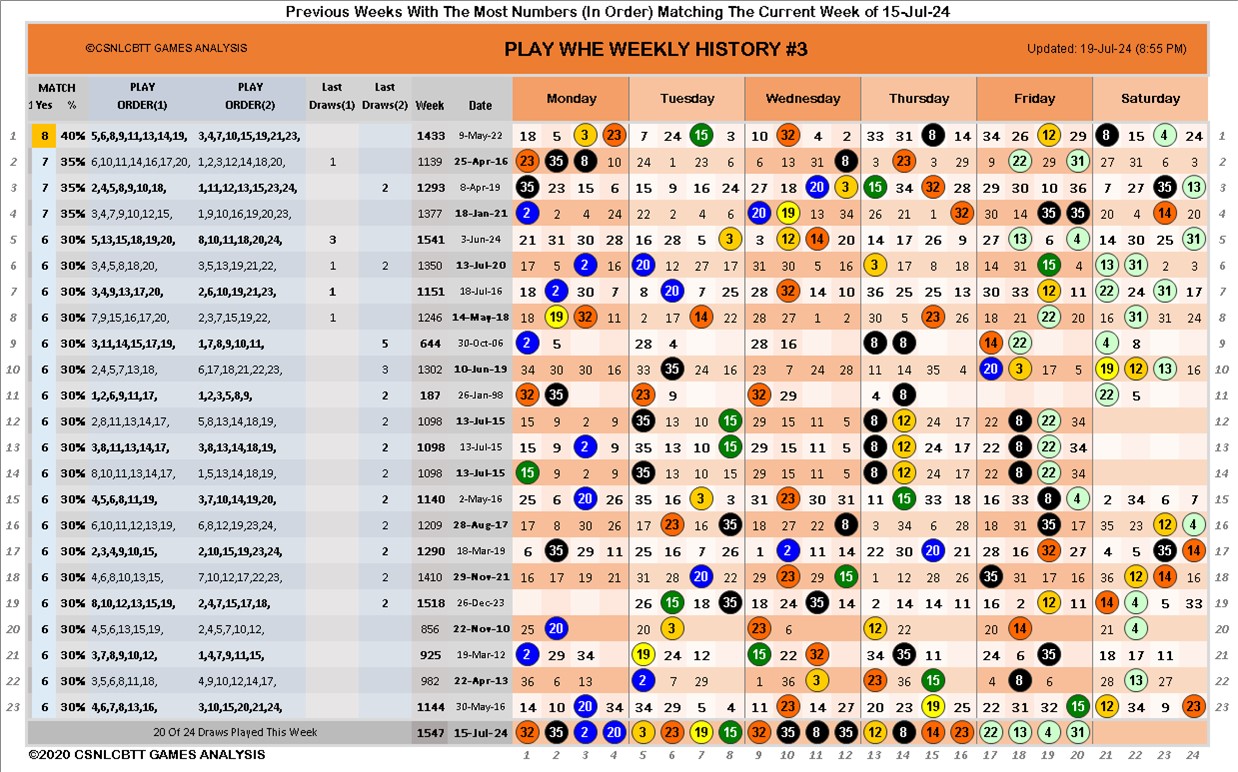 Previous Weeks With The Most Numbers (In Order) Matching The Current Week of 15-Jul-24
©CSNLCBTT GAMES ANALYSIS PLAY WHE WEEKLY HISTORY #3 Updated: 19-Jul-24 (8:55 PM)
MATCH PLAY PLAY Last Last
1 Yes % ORDER(1) ORDER(2) Draws(1) Draws(2) Week Date Monday Tuesday Wednesday Thursday Friday Saturday
1 8 40% 5,6,8,9,11,13,14,19, 3,4,7,10,15,19,21,23, 1433 9-May-22 18 5 3 23 7 24 15 3 10 32 4 2 33 31 8 14 34 26 12 29 8 15 4 24 1
2 7 35% 6,10,11,14,16,17,20, 1,2,3,12,14,18,20, 1 1139 25-Apr-16 23 35 8 10 24 1 23 6 6 13 31 8 3 23 3 29 9 22 29 31 27 31 6 3 2
3 7 35% 2,4,5,8,9,10,18, 1,11,12,13,15,23,24, 2 1293 8-Apr-19 35 23 15 6 15 9 16 24 27 18 20 3 15 34 32 28 29 30 10 36 7 27 35 13 3
4 7 35% 3,4,7,9,10,12,15, 1,9,10,16,19,20,23, 1377 18-Jan-21 2 2 4 24 22 2 4 6 20 19 13 34 26 21 1 32 30 14 35 35 20 4 23 20 4
5 6 30% 5,13,15,18,19,20, 8,10,11,18,20,24, 3 1541 3-Jun-24 21 31 30 28 16 28 5 3 3 12 14 20 14 17 26 9 27 13 6 4 14 30 25 31 5
6 6 30% 3,4,5,8,18,20, 3,5,13,19,21,22, 1 2 1350 13-Jul-20 17 5 2 16 20 12 27 17 31 30 5 16 3 17 8 18 14 31 15 4 13 31 2 3 6
7 6 30% 3,4,9,13,17,20, 2,6,10,19,21,23, 1 1151 18-Jul-16 18 2 30 7 8 20 7 25 28 32 14 10 36 25 25 13 30 33 12 11 22 24 31 17 7
8 6 30% 7,9,15,16,17,20, 2,3,7,15,19,22, 1 1246 14-May-18 18 19 32 11 2 27 14 22 28 27 1 2 30 5 23 26 18 21 22 20 16 31 31 24 8
9 6 30% 3,11,14,15,17,19, 1,7,8,9,10,11, 5 644 30-Oct-06 2 5 28 4 28 16 8 8 14 22 4 8 9
10 6 30% 2,4,5,7,13,18, 6,17,18,21,22,23, 3 1302 10-Jun-19 34 30 30 16 33 35 24 16 23 7 24 28 11 14 35 4 20 3 17 5 19 12 13 16 10
11 6 30% 1,2,6,9,11,17, 1,2,3,5,8,9, 2 187 26-Jan-98 32 35 23 9 32 29 4 8 22 5 11
12 6 30% 2,8,11,13,14,17, 5,8,13,14,18,19, 2 1098 13-Jul-15 15 9 2 9 35 13 10 15 29 15 11 5 8 12 24 17 22 8 22 34 12
13 6 30% 3,8,11,13,14,17, 3,8,13,14,18,19, 2 1098 13-Jul-15 15 9 2 9 35 13 10 15 29 15 11 5 8 12 24 17 22 8 22 34 13
14 6 30% 8,10,11,13,14,17, 1,5,13,14,18,19, 2 1098 13-Jul-15 15 9 2 9 35 13 10 15 29 15 11 5 8 12 24 17 22 8 22 34 14
15 6 30% 4,5,6,8,11,19, 3,7,10,14,19,20, 2 1140 2-May-16 25 6 20 26 35 16 3 3 31 23 30 31 11 15 33 18 16 33 8 4 2 34 6 7 15
16 6 30% 6,10,11,12,13,19, 6,8,12,19,23,24, 2 1209 28-Aug-17 17 8 30 26 17 23 16 35 18 27 22 8 3 34 6 28 18 31 35 17 35 23 12 4 16
17 6 30% 2,3,4,9,10,15, 2,10,15,19,23,24, 2 1290 18-Mar-19 6 35 29 11 25 16 7 26 1 2 11 14 22 30 20 21 28 16 32 27 4 5 35 14 17
18 6 30% 4,6,8,10,13,15, 7,10,12,17,22,23, 2 1410 29-Nov-21 16 17 19 21 31 28 20 22 29 23 29 15 1 12 28 26 35 31 17 16 36 12 14 16 18
19 6 30% 8,10,12,13,15,19, 2,4,7,15,17,18, 2 1518 26-Dec-23 26 15 18 35 18 24 35 14 2 14 14 11 16 2 12 11 14 4 5 33 19
20 6 30% 4,5,6,13,15,19, 2,4,5,7,10,12, 856 22-Nov-10 25 20 20 3 23 6 12 22 20 14 21 4 20
21 6 30% 3,7,8,9,10,12, 1,4,7,9,11,15, 925 19-Mar-12 2 29 34 19 24 12 15 22 32 14 35 11 24 6 35 18 17 11 21
22 6 30% 3,5,6,8,11,18, 4,9,10,12,14,17, 982 22-Apr-13 36 6 13 2 7 29 1 36 3 23 36 15 4 8 6 28 13 27 22
23 6 30% 4,6,7,8,13,16, 3,10,15,20,21,24, 1144 30-May-16 14 10 20 34 34 29 5 4 11 23 14 27 20 23 19 25 22 31 32 15 12 34 9 23 23
20 Of 24 Draws Played This Week 1547 15-Jul-24 32 35 2 20 3 23 19 15 32 35 8 35 12 8 14 23 22 13 4 31
©2020 CSNLCBTT GAMES ANALYSIS 1 2 3 4 5 6 7 8 9 10 11 12 13 14 15 16 17 18 19 20 21 22 23 24